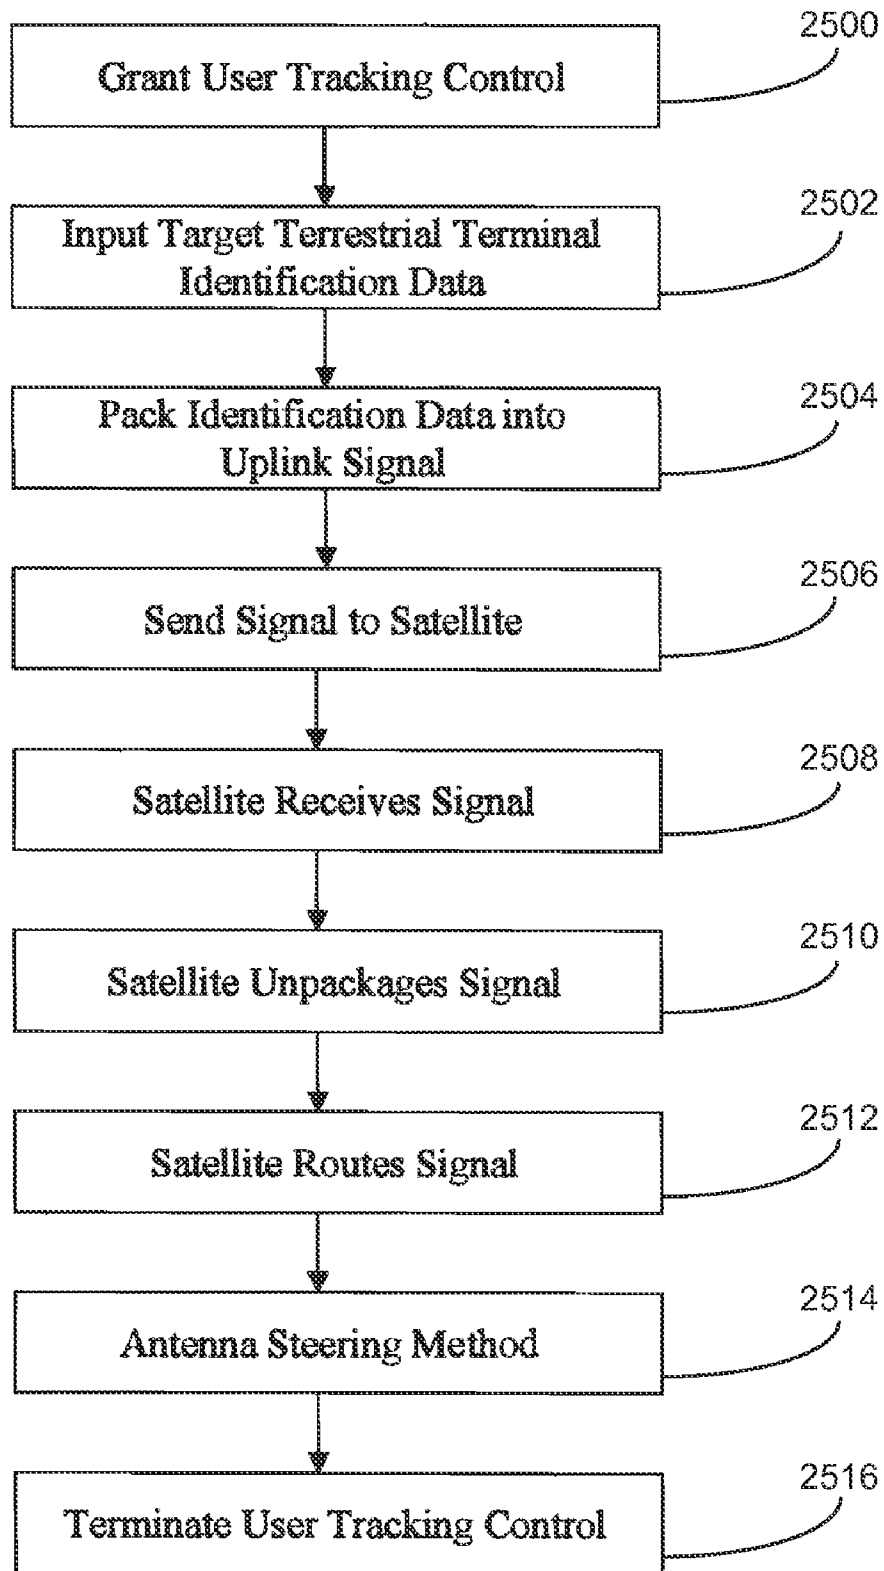 2500
Grant User Tracking Control
2502
Input Target Terrestrial Terminal
Identification Data
2504
Pack Identification Data into
Uplink Signal
2506
Send Signal to Satellite
2508
Satellite Receives Signal
2510
Satellite Unpackages Signal
2512
Satellite Routes Signal
2514
Antenna Steering Method
2516
Terminate User Tracking Control